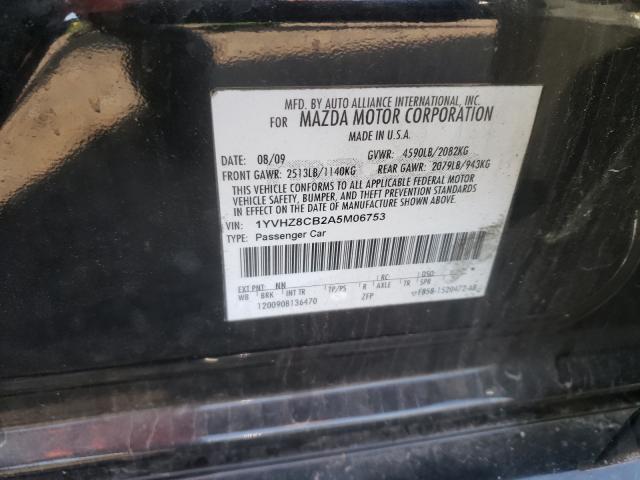 MFD. BY AUTO ALLIANCE INTERNATIONAL, INC.
FOR MAZDA MOTOR CORPORATION
MADE IN U.S.A.
DATE: 08/09 GVWR: 4590LB/2082KG
FRONT GAWR: 2513LB/1140KG REAR GAWR: 2079LB/943KG
THIS VEHICLE CONFORMS TO ALL APPLICABLE FEDERAL MOTOR
VEHICLE SAFETY, BUMPER, AND THEFT PREVENTION STANDARDS
IN EFFECT ON THE DATE OF MANUFACTURE SHOWN ABOVE.
VIN: 1YVHZ8CB2A5M06753
TYPE: Passenger Car
EXT PNT: NN RC: DSO:
WB BRK INT TR TP/PS R AXLE TR SPR
ZFP
1200908136470